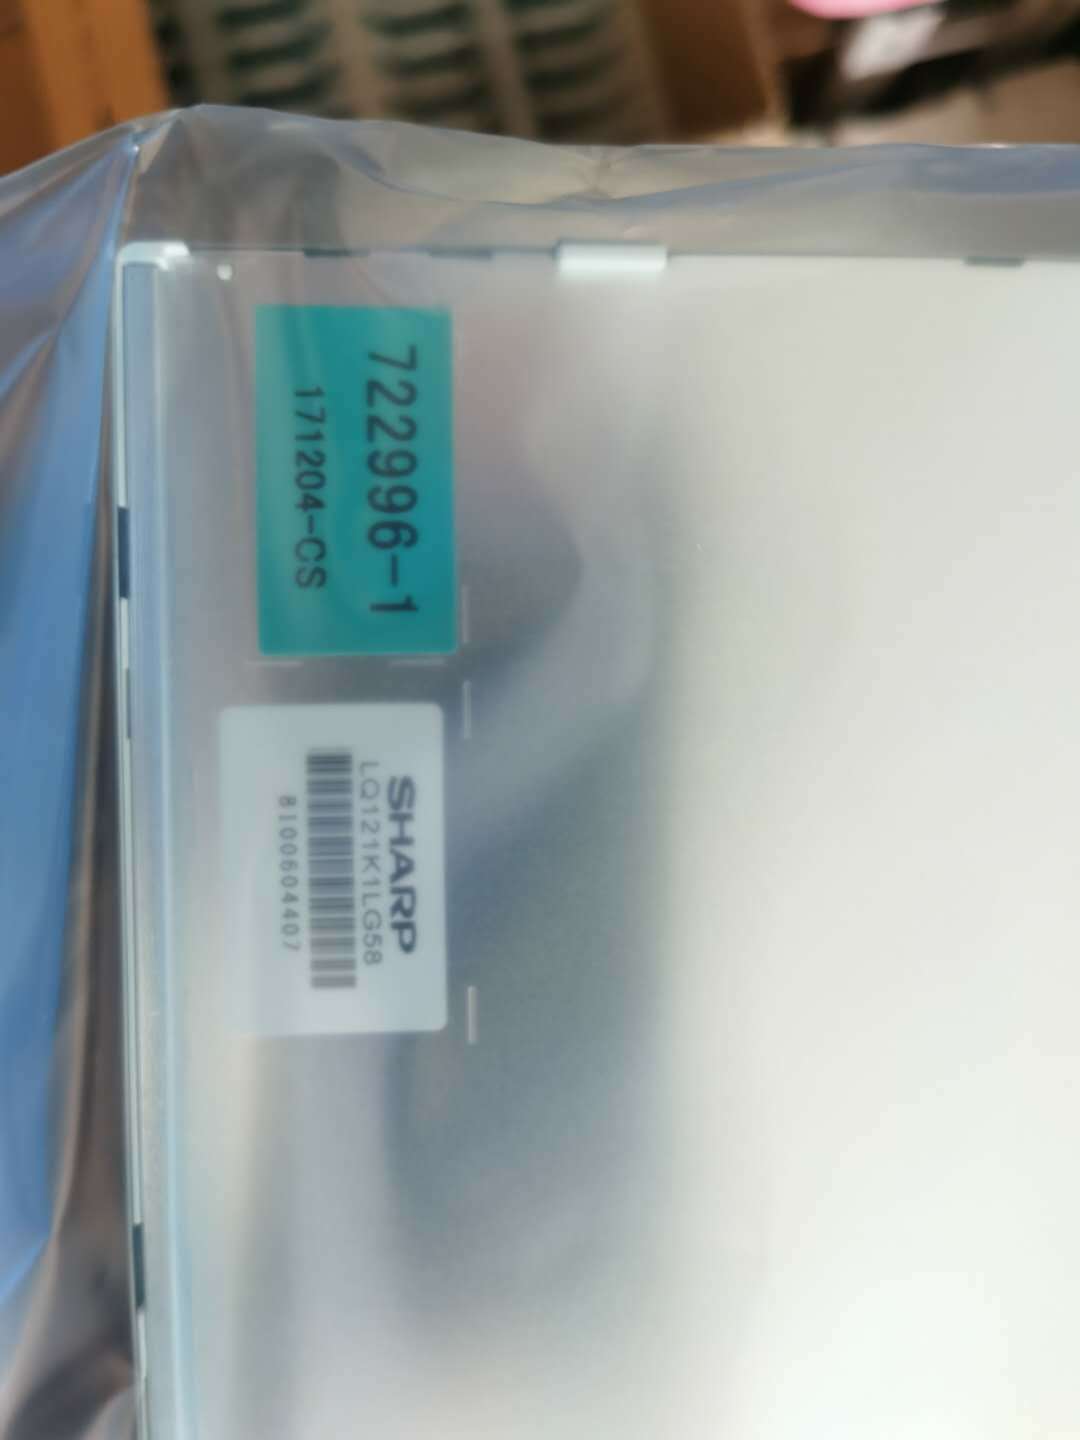 722996-1
171204-CS
SHARP
LQ121K1LG58
8100604407